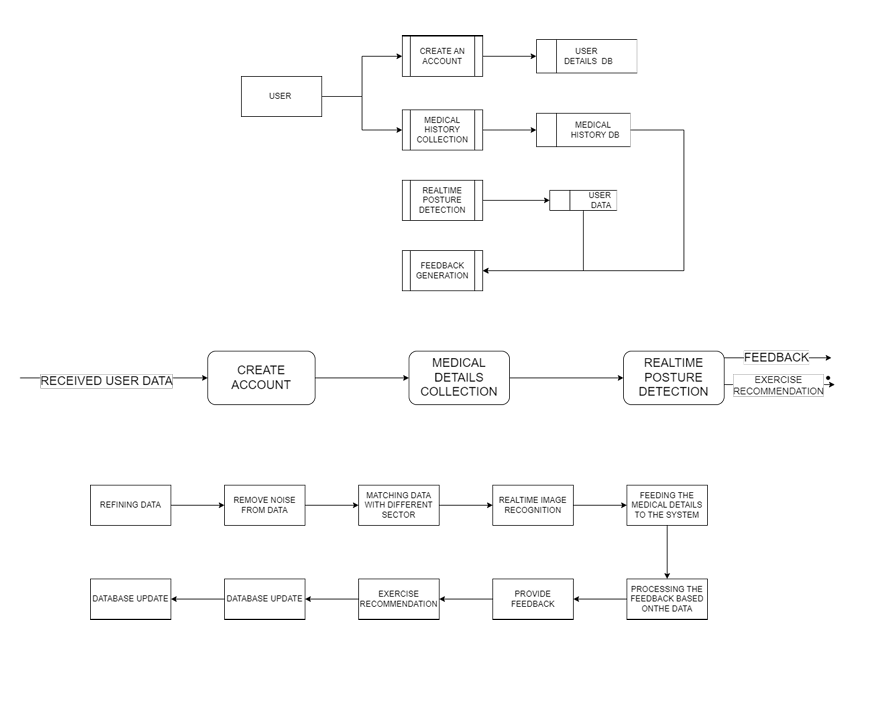 CREATE AN
ACCOUNT
USER
DETAILS DB
USER
MEDICAL
HISTORY
COLLECTION
MEDICAL
HISTORY DB
REALTIME
POSTURE
DETECTION
USER
DATA
FEEDBACK
GENERATION
RECEIVED USER DATA
CREATE
ACCOUNT
MEDICAL
DETAILS
COLLECTION
REALTIME
POSTURE
DETECTION
FEEDBACK
EXERCISE
RECOMMENDATION
REFINING DATA
REMOVE NOISE
FROM DATA
MATCHING DATA
WITH DIFFERENT
SECTOR
REALTIME IMAGE
RECOGNITION
FEEDING THE
MEDICAL DETAILS
TO THE SYSTEM
DATABASE UPDATE
DATABASE UPDATE
EXERCISE
RECOMMENDATION
PROVIDE
FEEDBACK
PROCESSING THE
FEEDBACK BASED
ONTHE DATA